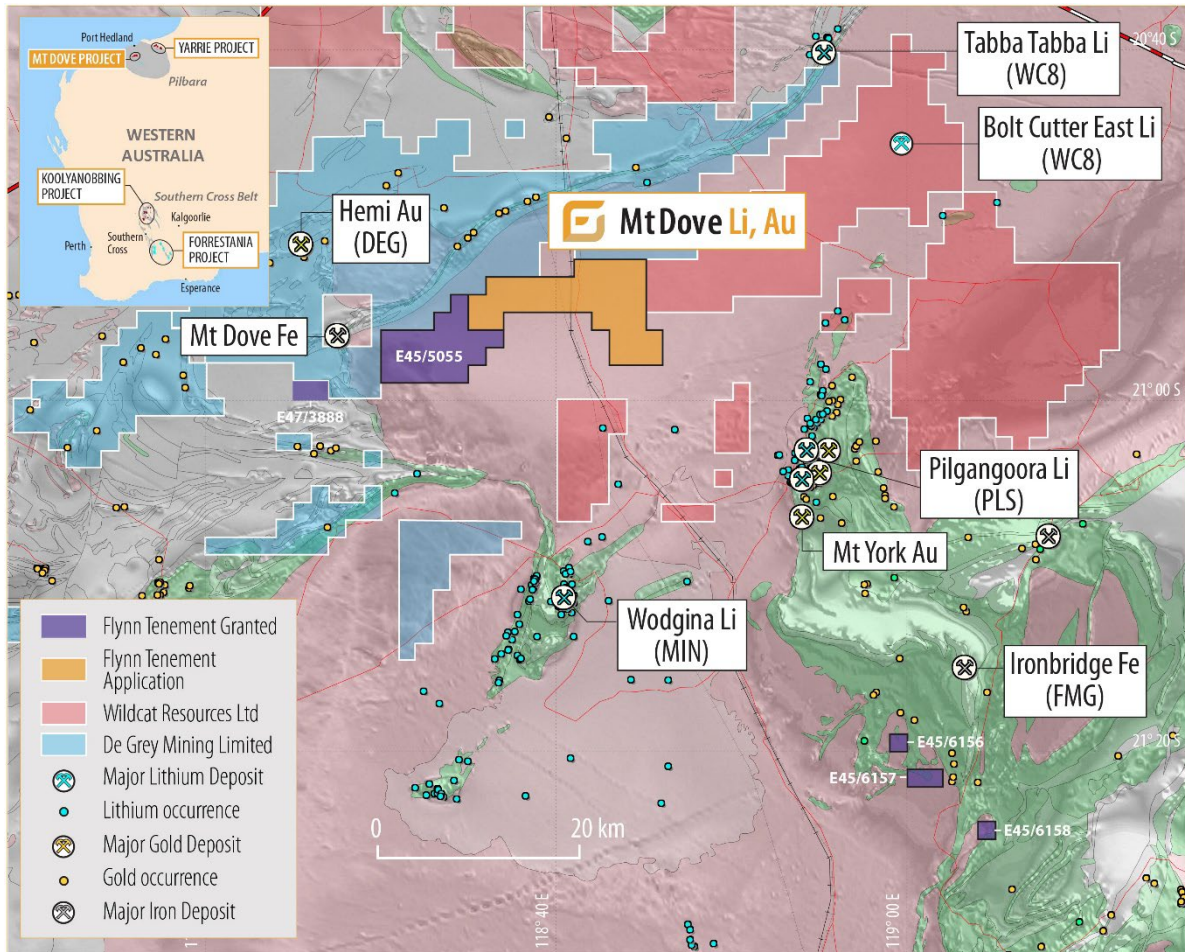 Port Hedland
YARRIE PROJECT
MT DOVE PROJECT
Pilbara
WESTERN
AUSTRALIA
KOOLYANOBBING
PROJECT
Southern Cross Belt
Kalgoorlie
Perth
Southern
Cross
FORRESTANIA
PROJECT
Esperance
Tabba Tabba Li
(WC8)
20° 40'
Bolt Cutter East Li
(WC8)
Hemi Au
(DEG)
Mt Dove Li, Au
Mt Dove Fe
E45/5055
E47/3888
21° 00'
Pilgangoora Li
(PLS)
Mt York Au
Wodgina Li
(MIN)
Ironbridge Fe
(FMG)
E45/6156
21° 20'
E45/6157
E45/6158
0 20 km
118° 40' E
119° 00' E
Flynn Tenement Granted
Flynn Tenement
Application
Wildcat Resources Ltd
De Grey Mining Limited
Major Lithium Deposit
Lithium occurrence
Major Gold Deposit
Gold occurrence
Major Iron Deposit